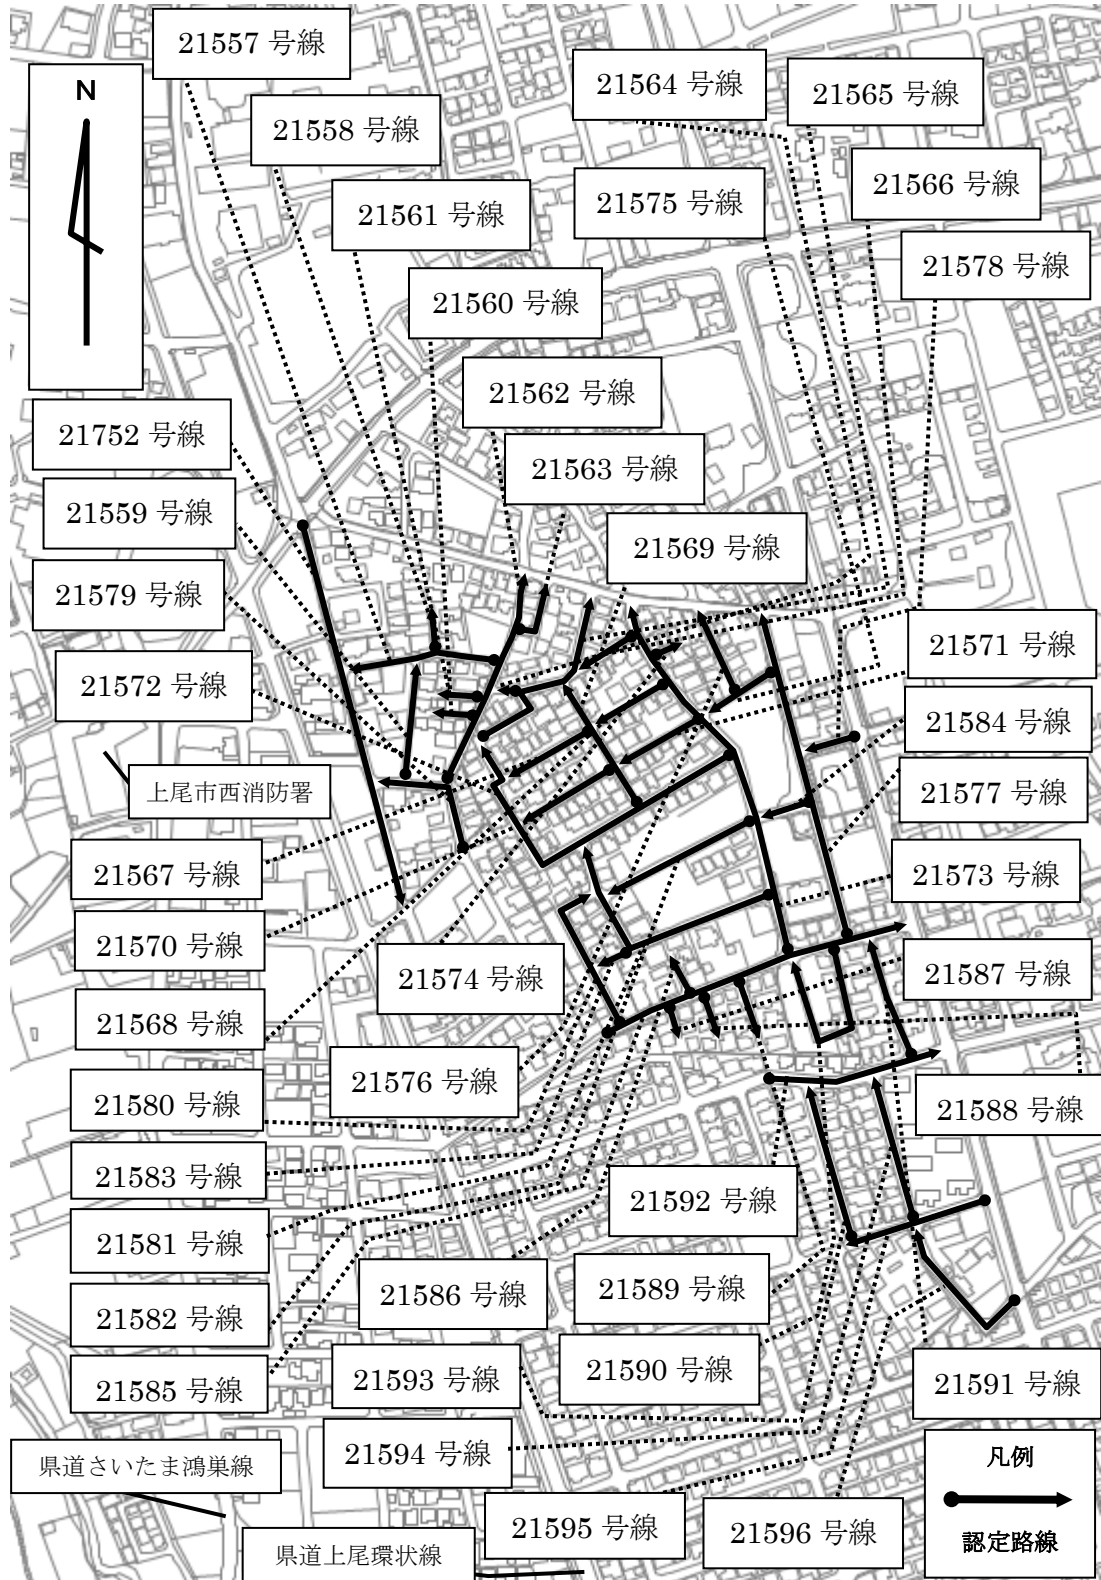 21557 号線
21564 号線
21565 号線
N
21558 号線
21566 号線
21561 号線
21575 号線
21578 号線
21560 号線
21562 号線
21752 号線
21563 号線
21559 号線
21569 号線
21579 号線
21571 号線
21572 号線
21584 号線
上尾市西消防署
21577 号線
21567 号線
21573 号線
21570 号線
21574 号線
21587 号線
21568 号線
21576 号線
21580 号線
21588 号線
21583 号線
21592 号線
21581 号線
21586 号線
21589 号線
21582 号線
21593 号線
21590 号線
21585 号線
21591 号線
県道さいたま鴻巣線
21594 号線
凡例
21595 号線
21596 号線
認定路線
県道上尾環状線